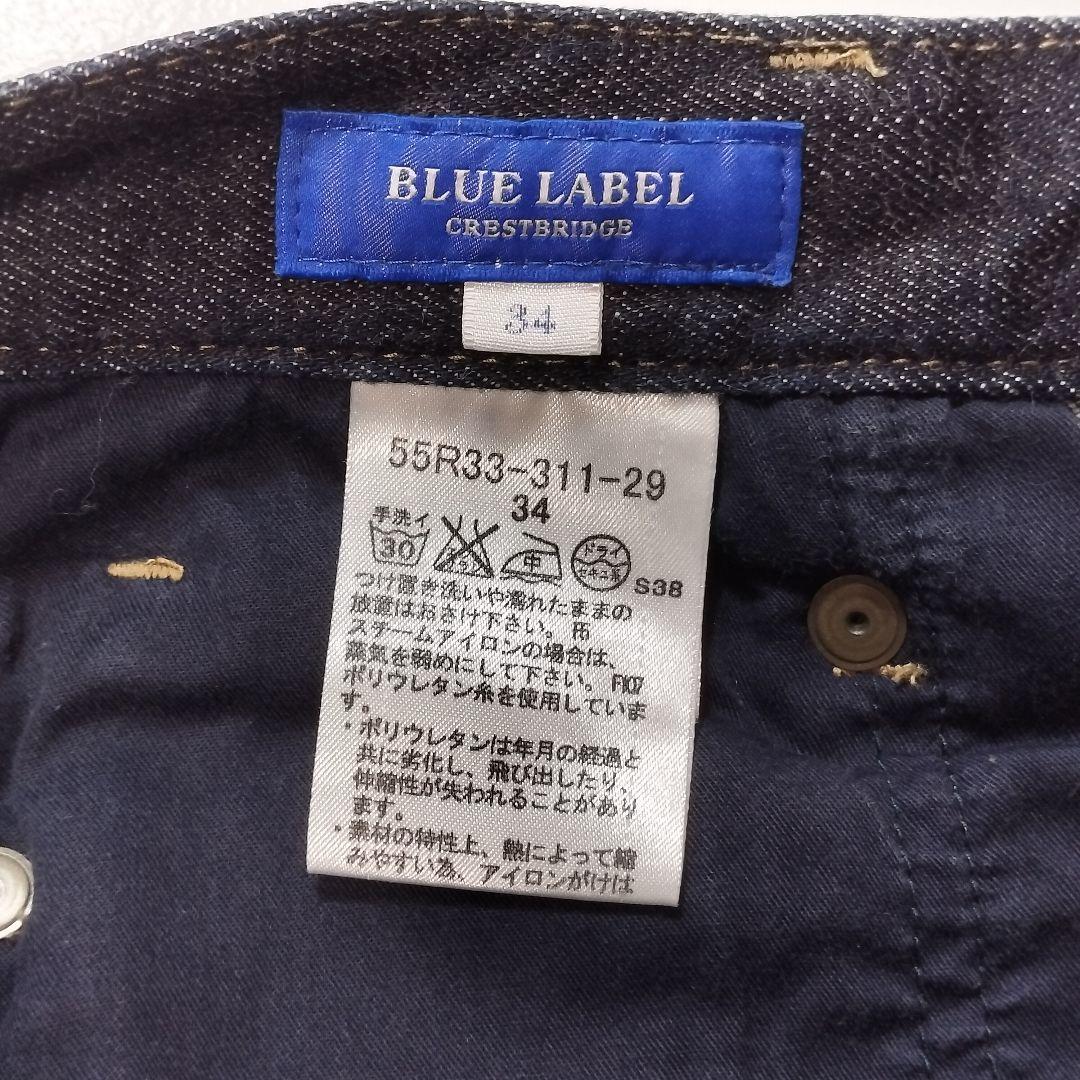 BLUE LABEL
CRESTBRIDGE
34
55R33-311-29
34
手洗イ
30
中
ドライ
セキユ系
S38
つけ置き洗いや濡れたままの
放置はおさけ下さい。
スチームアイロンの場合は、
蒸気を弱めにして下さい。 F107
ポリウレタン糸を使用していま
す。
・ポリウレタンは年月の経過と
共に劣化し、飛び出したり、
伸縮性が失われることがあり
ます。
・素材の特性上、熱によって縮
みやすい為、アイロンがけは